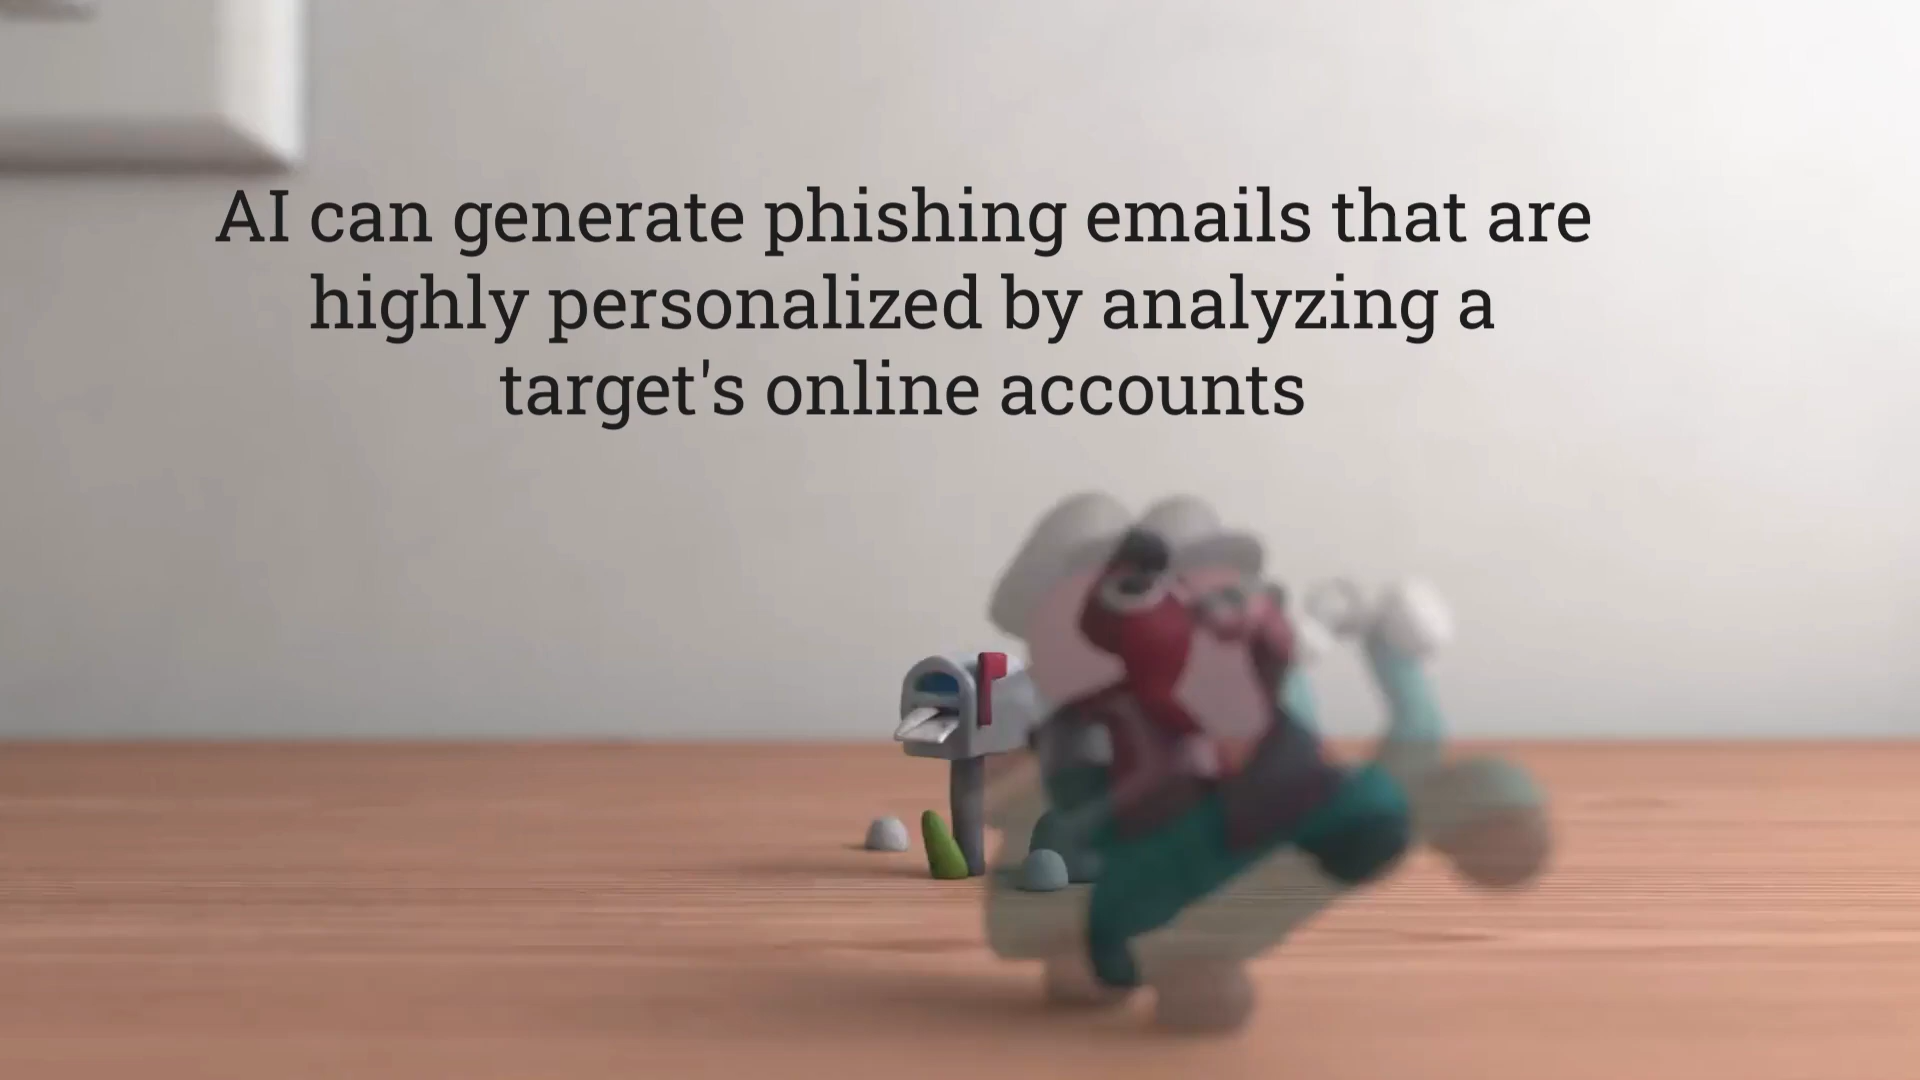 AI can generate phishing emails that are
highly personalized by analyzing a
target's online accounts